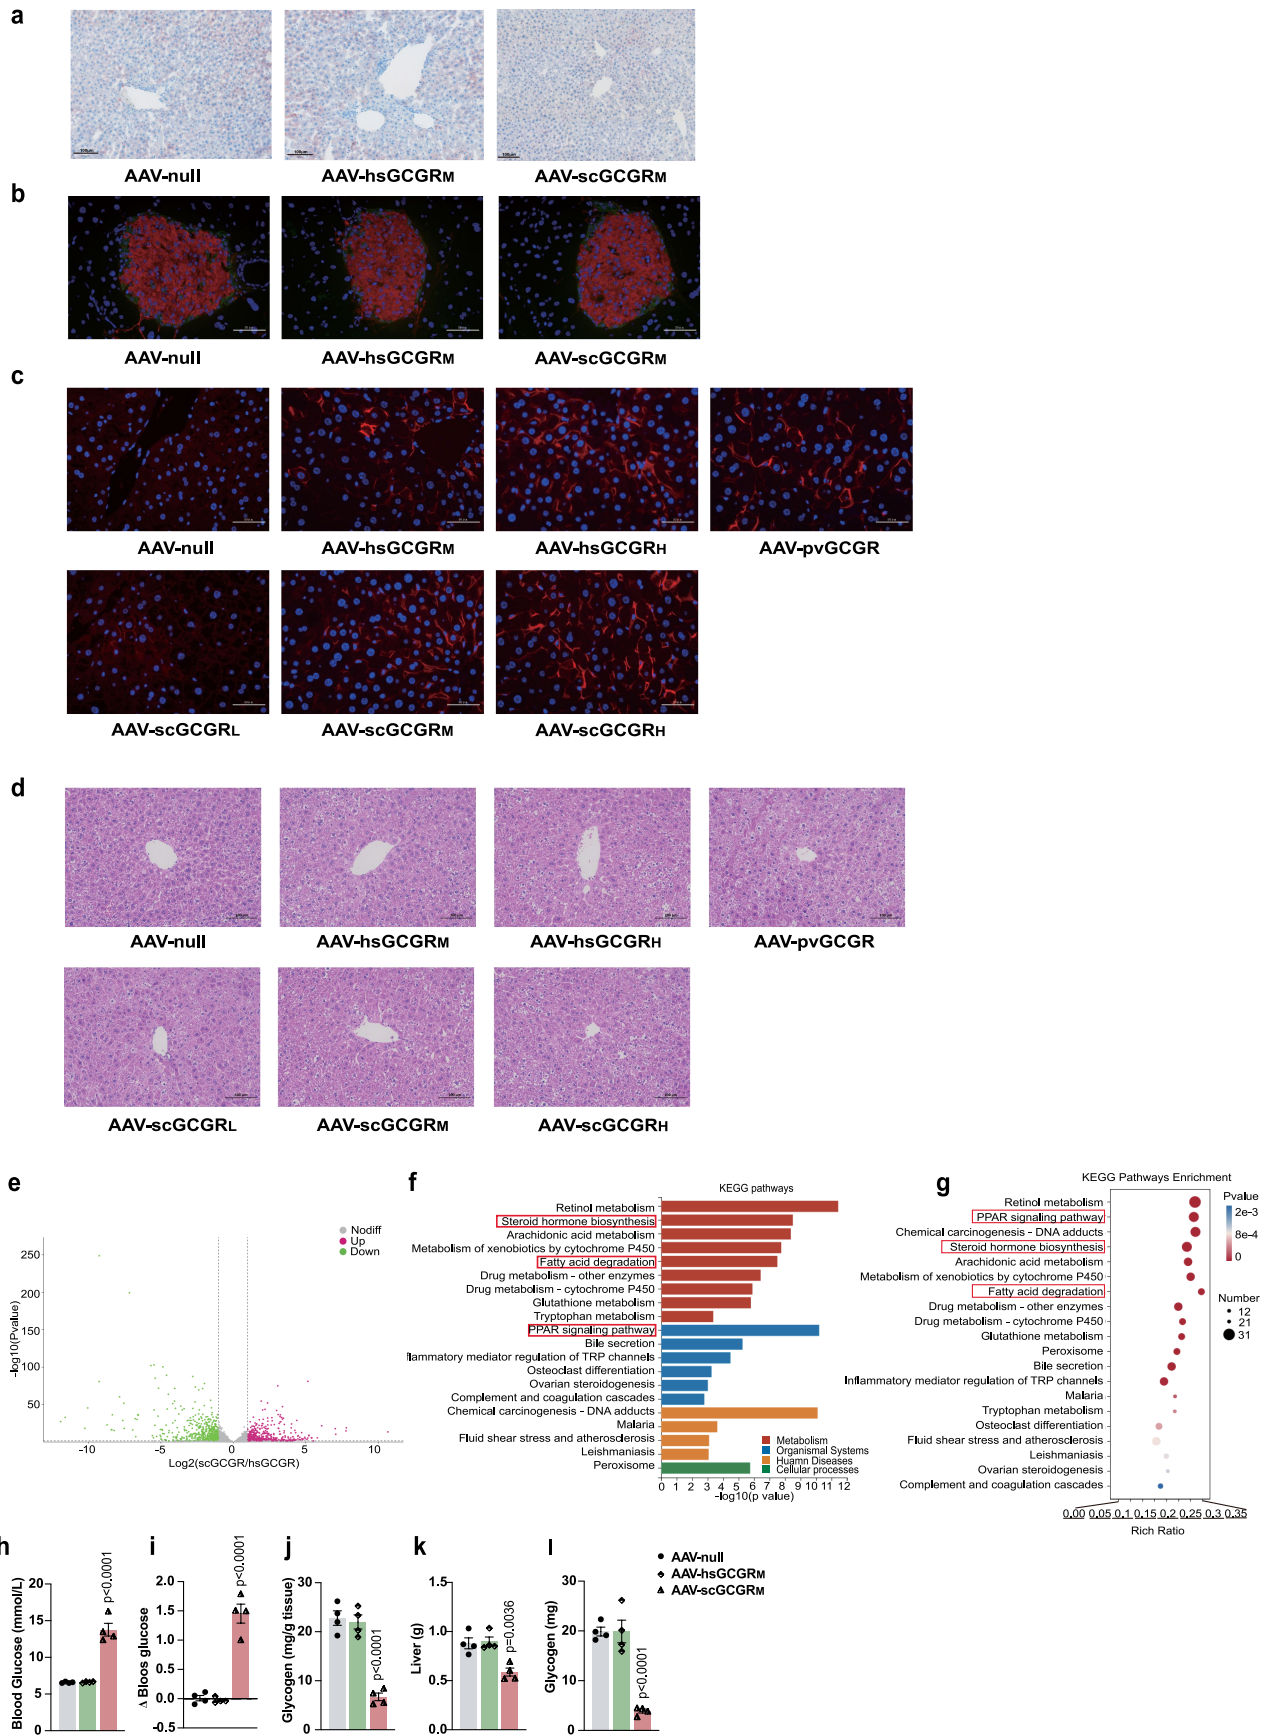 a
100μm
100μm
100μm
AAV-null
AAV-hsGCGRM
AAV-scGCGRM
b
AAV-null
AAV-hsGCGRM
AAV-scGCGRM
c
AAV-null
AAV-hsGCGRM
AAV-hsGCGRH
AAV-pvGCGR
AAV-scGCGRL
AAV-scGCGRM
AAV-scGCGRH
d
AAV-null
AAV-hsGCGRM
AAV-hsGCGRH
AAV-pvGCGR
AAV-scGCGRL
AAV-scGCGRM
AAV-scGCGRH
e
Nodiff
Up
Down
-log10(Pvalue)
250
200
150
100
50
-10
-5
0
5
10
Log2(scGCGR/hsGCGR)
f
KEGG pathways
Retinol metabolism
Steroid hormone biosynthesis
Arachidonic acid metabolism
Metabolism of xenobiotics by cytochrome P450
Fatty acid degradation
Drug metabolism - other enzymes
Drug metabolism - cytochrome P450
Glutathione metabolism
Tryptophan metabolism
PPAR signaling pathway
Bile secretion
flammatory mediator regulation of TRP channels
Osteoclast differentiation
Ovarian steroidogenesis
Complement and coagulation cascades
Chemical carcinogenesis - DNA adducts
Malaria
Fluid shear stress and atherosclerosis
Leishmaniasis
Peroxisome
Metabolism
Organismal Systems
Huamn Diseases
Cellular processes
0 1 2 3 4 5 6 7 8 9 10 11 12
-log10(p value)
g
KEGG Pathways Enrichment
Retinol metabolism
PPAR signaling pathway
Chemical carcinogenesis - DNA adducts
Steroid hormone biosynthesis
Arachidonic acid metabolism
Metabolism of xenobiotics by cytochrome P450
Fatty acid degradation
Drug metabolism - other enzymes
Drug metabolism - cytochrome P450
Glutathione metabolism
Peroxisome
Bile secretion
Inflammatory mediator regulation of TRP channels
Malaria
Tryptophan metabolism
Osteoclast differentiation
Fluid shear stress and atherosclerosis
Leishmaniasis
Ovarian steroidogenesis
Complement and coagulation cascades
Pvalue
2e-3
8e-4
0
Number
12
21
31
0.00 0.05 0.1 0.15 0.2 0.25 0.3 0.35
Rich Ratio
h
Blood Glucose (mmol/L)
20
15
10
5
0
p<0.0001
i
Δ Bloos glucose
2.0
1.5
1.0
0.5
0.0
-0.5
p<0.0001
j
Glycogen (mg/g tissue)
30
20
10
0
p<0.0001
k
Liver (g)
1.5
1.0
0.5
0.0
p=0.0036
l
Glycogen (mg)
30
20
10
0
p<0.0001
AAV-null
AAV-hsGCGRM
AAV-scGCGRM